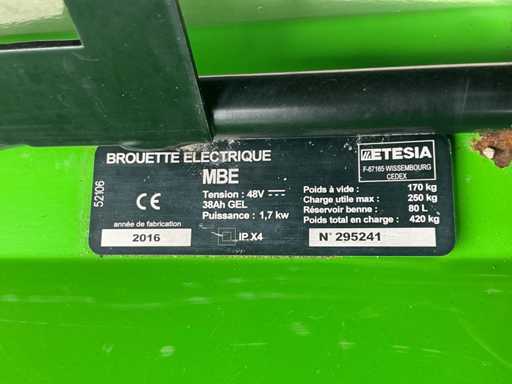 BROUETTE ELECTRIQUE
MBE
ETESIA
F-67165 WISSEMBOURG
CEDEX
52106
CE
Tension : 48V
38Ah GEL
Puissance : 1,7 kw
Poids à vide : 170 kg
Charge utile max : 250 kg
Réservoir benne : 80 L
Poids total en charge : 420 kg
année de fabrication
2016
IP.X4
N° 295241